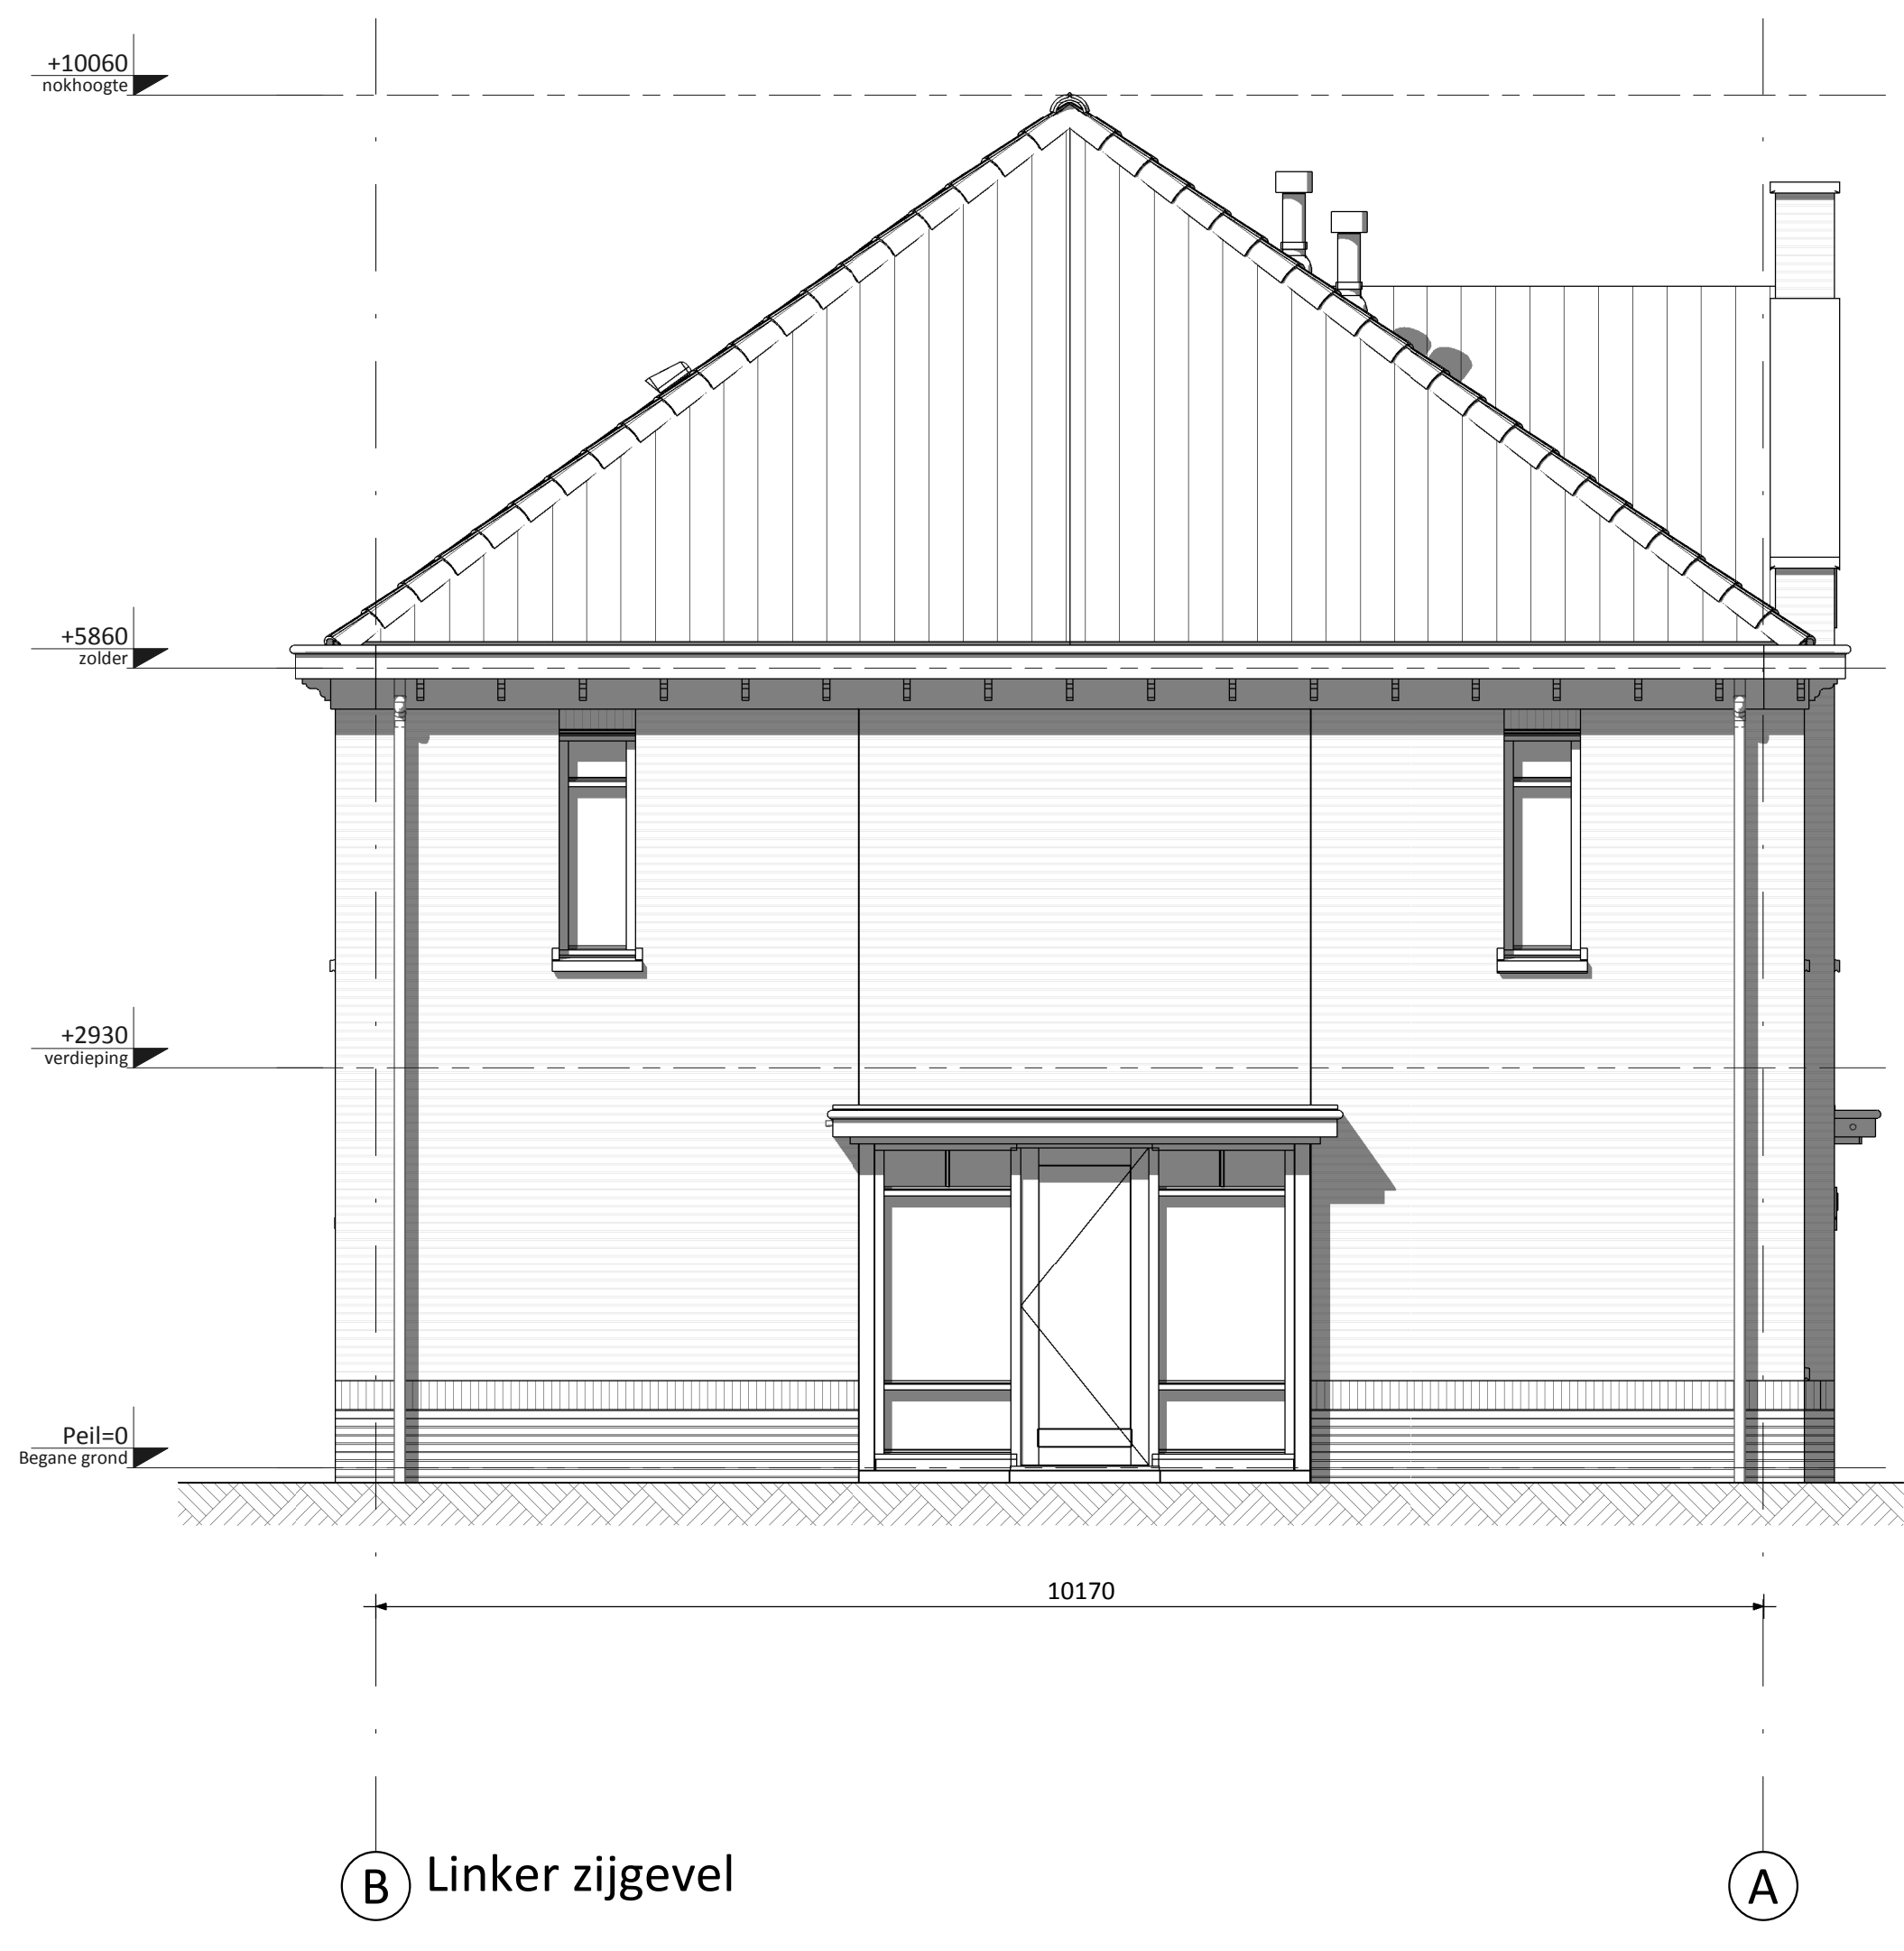 +10060
nokhoogte
+5860
zolder
+2930
verdieping
Peil=0
Begane grond
10170
B Linker zijgevel
A